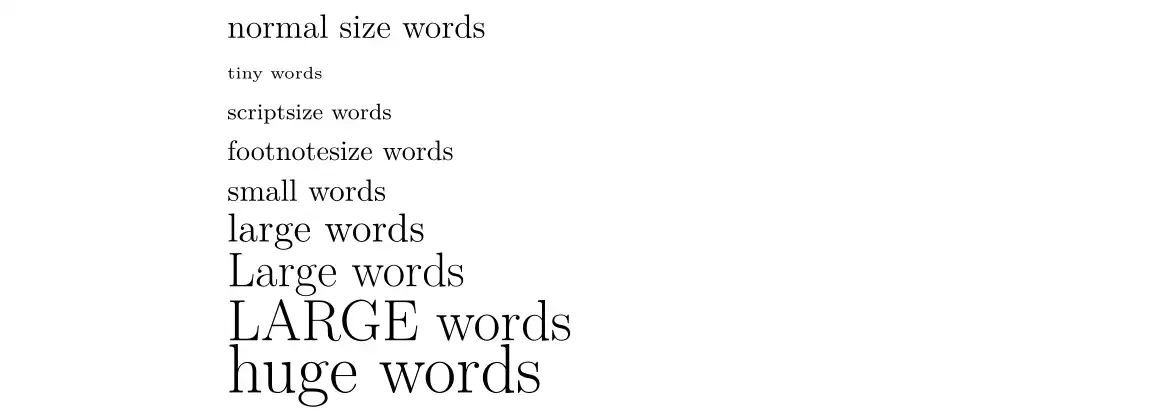 normal size words
tiny words
scriptsize words
footnotesize words
small words
large words
Large words
LARGE words
huge words